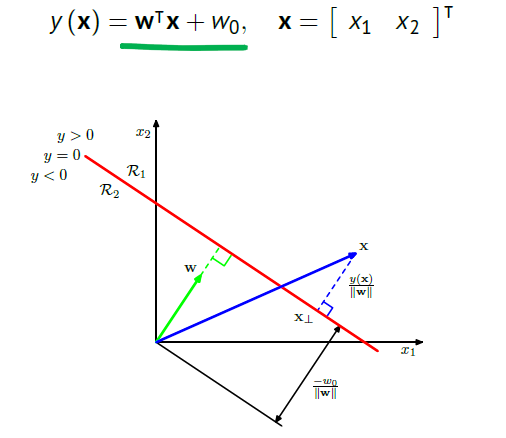 y(𝐱) = 𝐰ᵀ𝐱 + w₀, 𝐱 = [ x₁ x₂ ]ᵀ
y > 0
x₂
y = 0
ℛ₁
y < 0
ℛ₂
𝐱
𝐰
y(𝐱)/‖𝐰‖
𝐱⊥
x₁
−w₀/‖𝐰‖